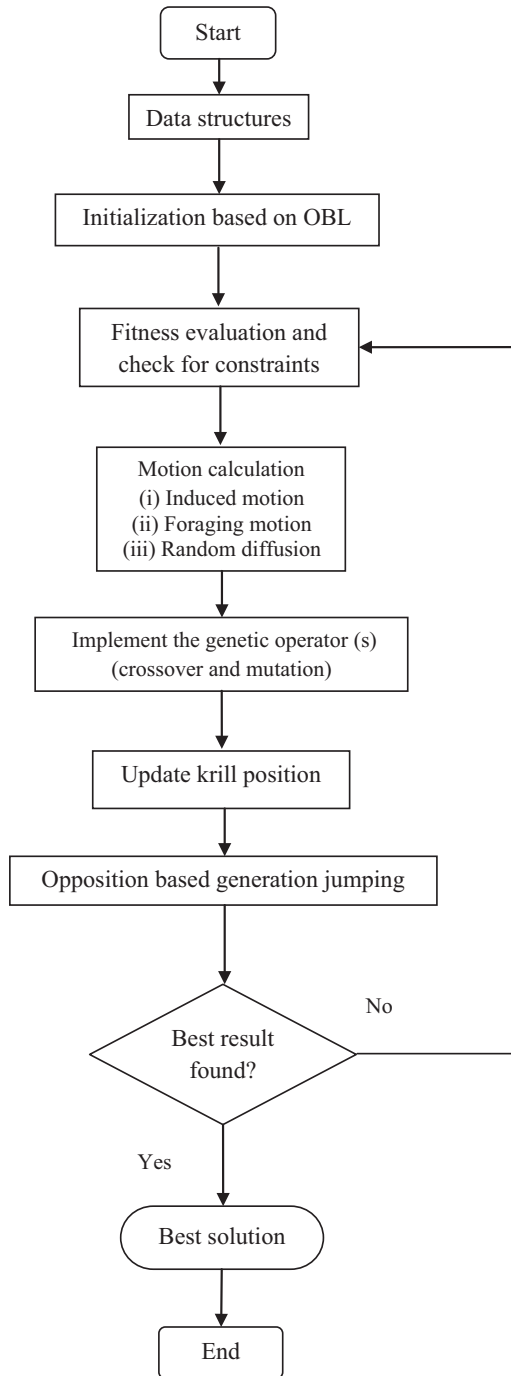 Start
Data structures
Initialization based on OBL
Fitness evaluation and
check for constraints
Motion calculation
(i) Induced motion
(ii) Foraging motion
(iii) Random diffusion
Implement the genetic operator (s)
(crossover and mutation)
Update krill position
Opposition based generation jumping
No
Best result
found?
Yes
Best solution
End